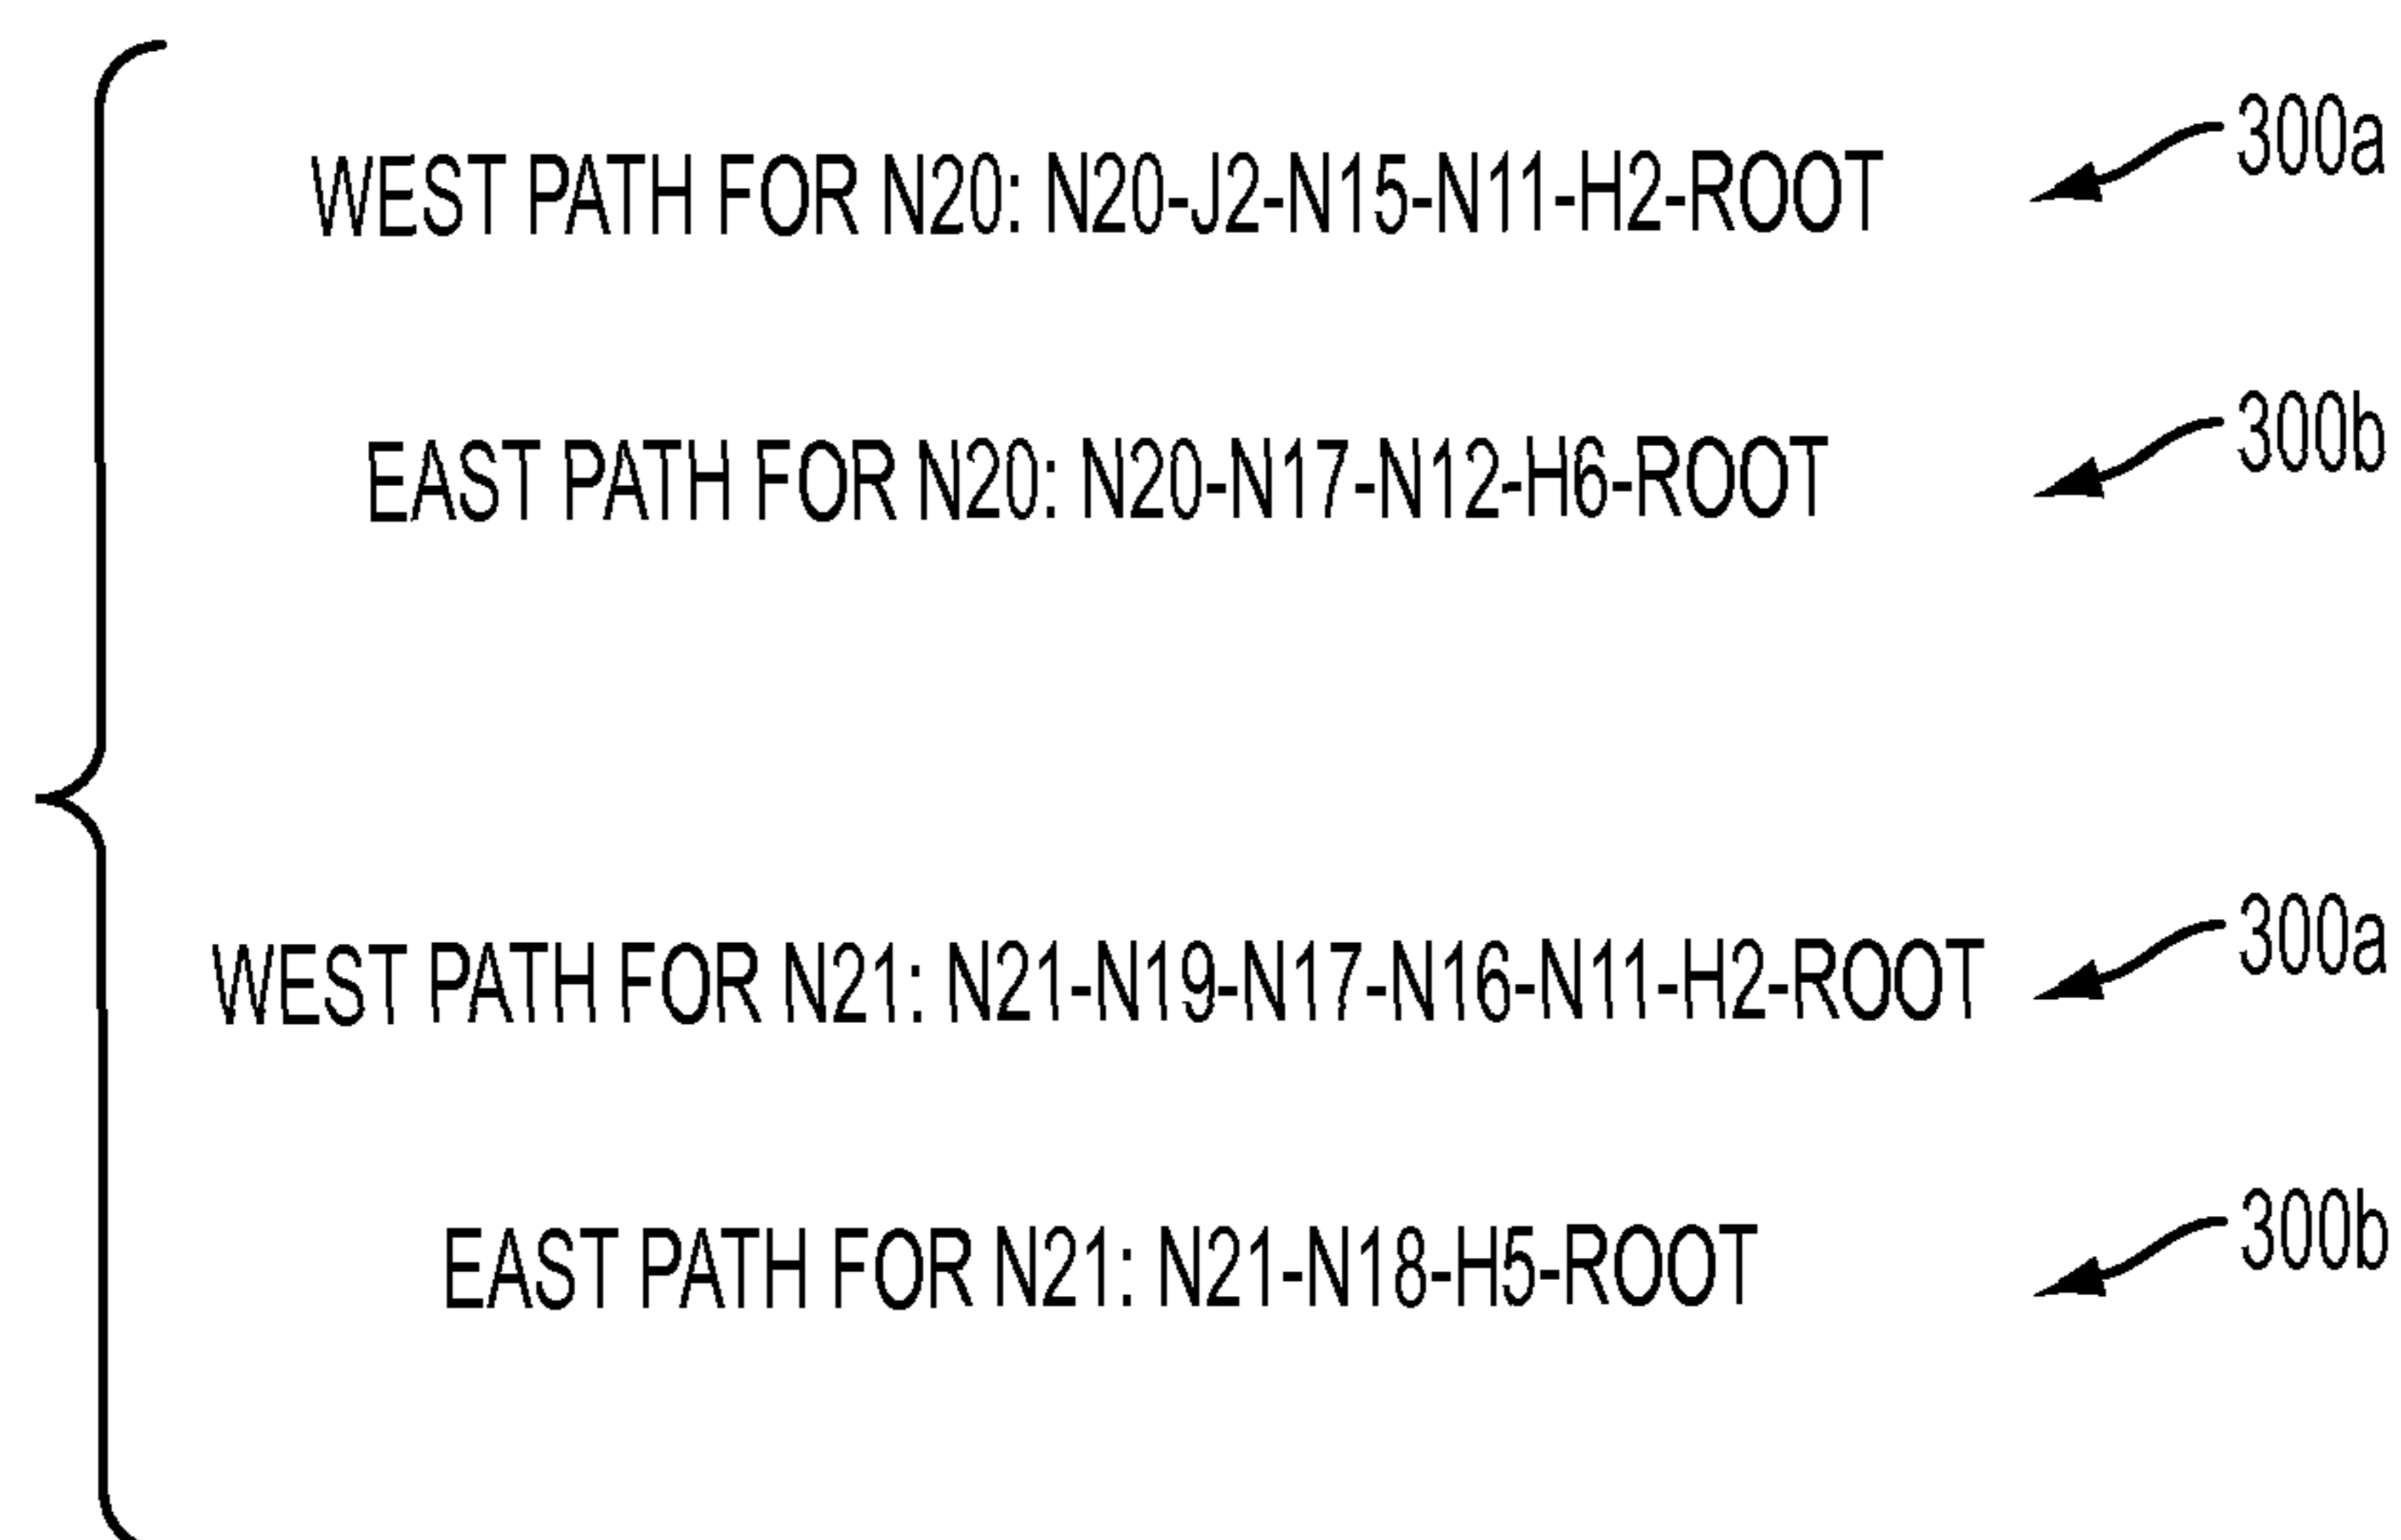 WEST PATH FOR N20: N20-J2-N15-N11-H2-ROOT
300a
EAST PATH FOR N20: N20-N17-N12-H6-ROOT
300b
WEST PATH FOR N21: N21-N19-N17-N16-N11-H2-ROOT
300a
EAST PATH FOR N21: N21-N18-H5-ROOT
300b